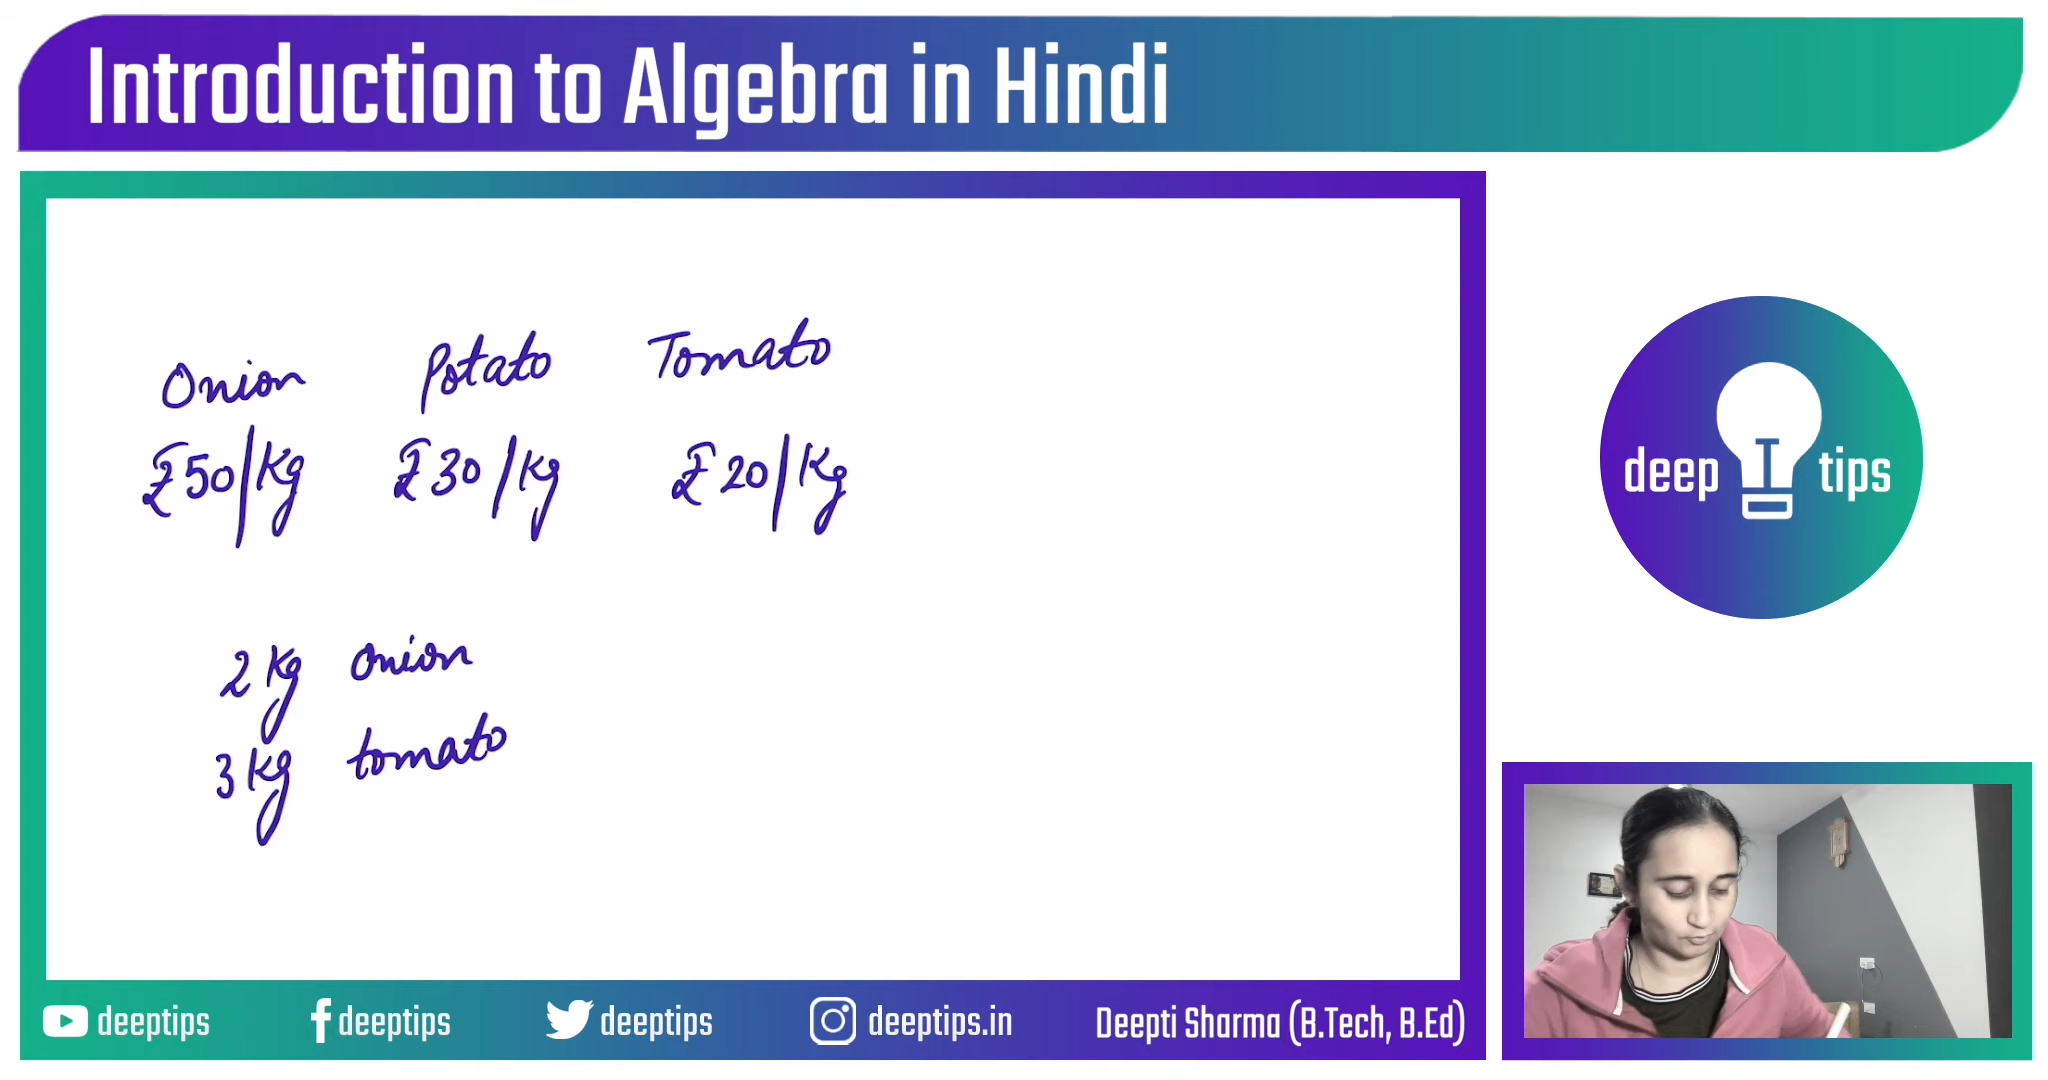 Introduction to Algebra in Hindi
Onion Potato Tomato
₹50/Kg ₹30/Kg ₹20/Kg
2 Kg onion
3 Kg tomato
deep tips
deeptips deeptips deeptips deeptips.in Deepti Sharma (B.Tech, B.Ed)